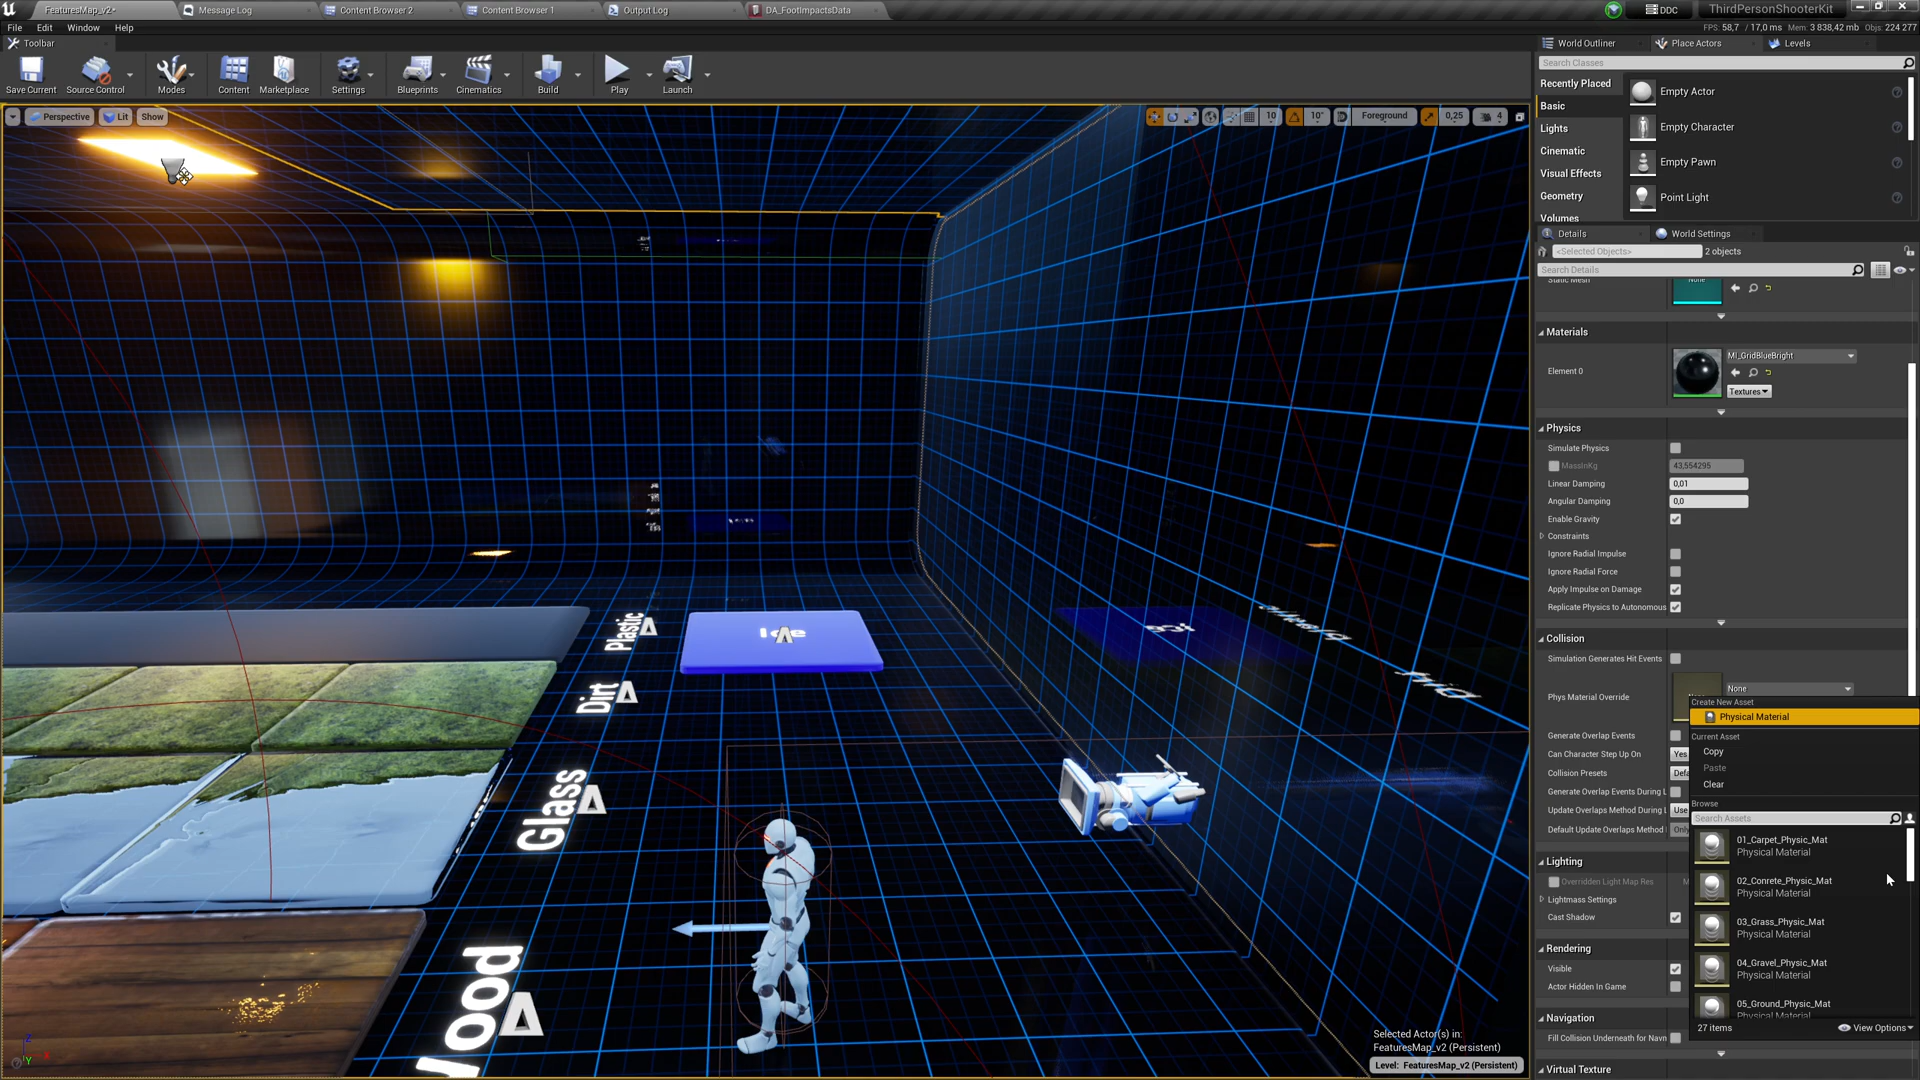 FeaturesMap_v2•
Message Log
Content Browser 2
Content Browser 1
Output Log
DA_FootImpactsData
DDC
ThirdPersonShooterKit
File
Edit
Window
Help
FPS: 58,7 / 17,0 ms Mem: 3 838,42 mb Objs: 224 277
Toolbar
World Outliner
Place Actors
Levels
Save Current
Source Control
Modes
Content
Marketplace
Settings
Blueprints
Cinematics
Build
Play
Launch
Search Classes
Recently Placed
Basic
Lights
Cinematic
Visual Effects
Geometry
Volumes
Empty Actor
Empty Character
Empty Pawn
Point Light
Perspective
Lit
Show
10
10°
Foreground
0,25
4
Details
World Settings
<Selected Objects>
2 objects
Search Details
Static Mesh
None
Materials
Element 0
MI_GridBlueBright
Textures
Physics
Simulate Physics
MassInKg
43,554295
Linear Damping
0,01
Angular Damping
0,0
Enable Gravity
Constraints
Ignore Radial Impulse
Ignore Radial Force
Apply Impulse on Damage
Replicate Physics to Autonomous
Collision
Simulation Generates Hit Events
Phys Material Override
None
Create New Asset
Physical Material
Current Asset
Copy
Paste
Clear
Browse
Search Assets
01_Carpet_Physic_Mat
Physical Material
02_Conrete_Physic_Mat
Physical Material
03_Grass_Physic_Mat
Physical Material
04_Gravel_Physic_Mat
Physical Material
05_Ground_Physic_Mat
Physical Material
27 items
View Options
Generate Overlap Events
Can Character Step Up On
Yes
Collision Presets
Defa
Generate Overlap Events During L
Update Overlaps Method During L
Use
Default Update Overlaps Method
Only
Lighting
Overridden Light Map Res
Lightmass Settings
Cast Shadow
Rendering
Visible
Actor Hidden In Game
Navigation
Fill Collision Underneath for Navn
Virtual Texture
Plastic
Ice
Dirt
Glass
Wood
Selected Actor(s) in:
FeaturesMap_v2 (Persistent)
Level: FeaturesMap_v2 (Persistent)